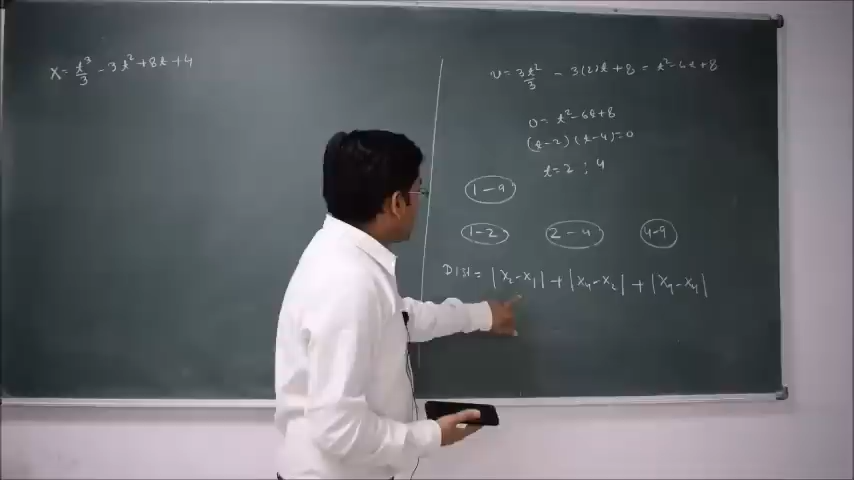 x = t³/3 - 3t² + 8t + 4
v = 3t²/3 - 3(2)t + 8 = t² - 6t + 8
0 = t² - 6t + 8
(t-2) (t-4) = 0
t = 2 ; 4
1 - 9
1 - 2 2 - 4 4 - 9
Dist = |x₂ - x₁| + |x₄ - x₂| + |x₉ - x₄|